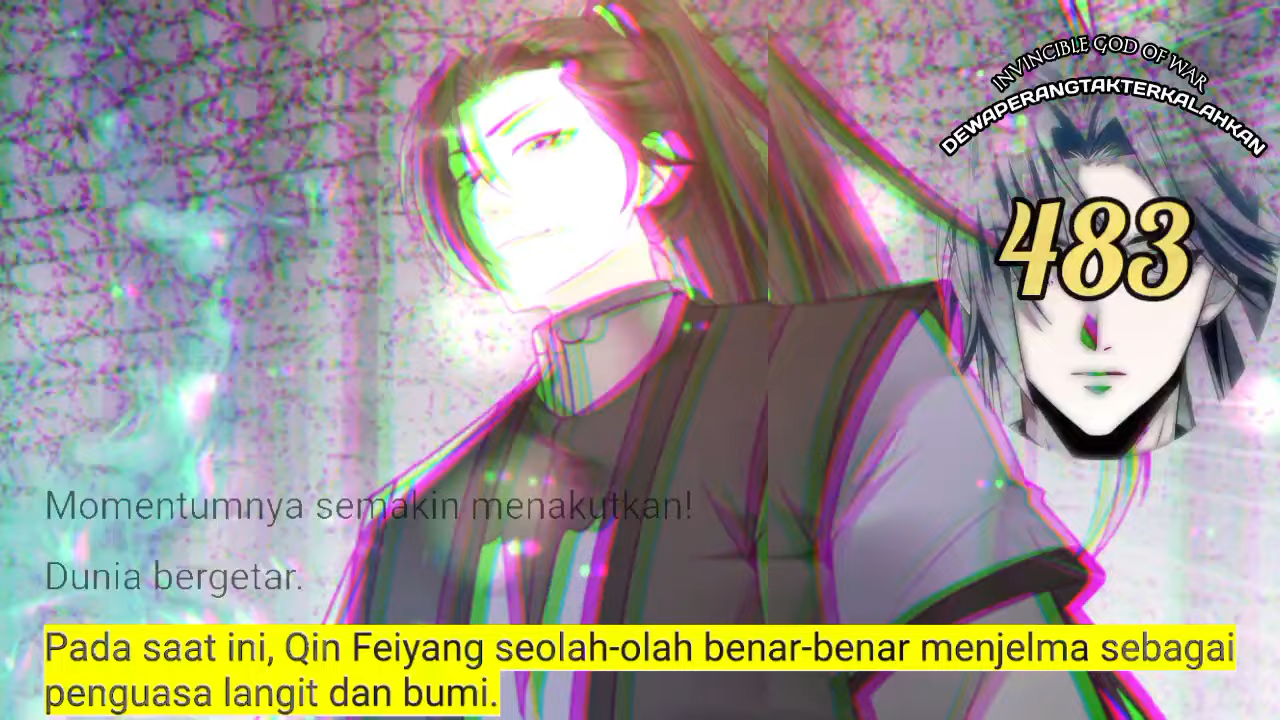 INVINCIBLE GOD OF WAR
DEWAPERANGTAKTERKALAHKAN
483
Momentumnya semakin menakutkan!
Dunia bergetar.
Pada saat ini, Qin Feiyang seolah-olah benar-benar menjelma sebagai
penguasa langit dan bumi.